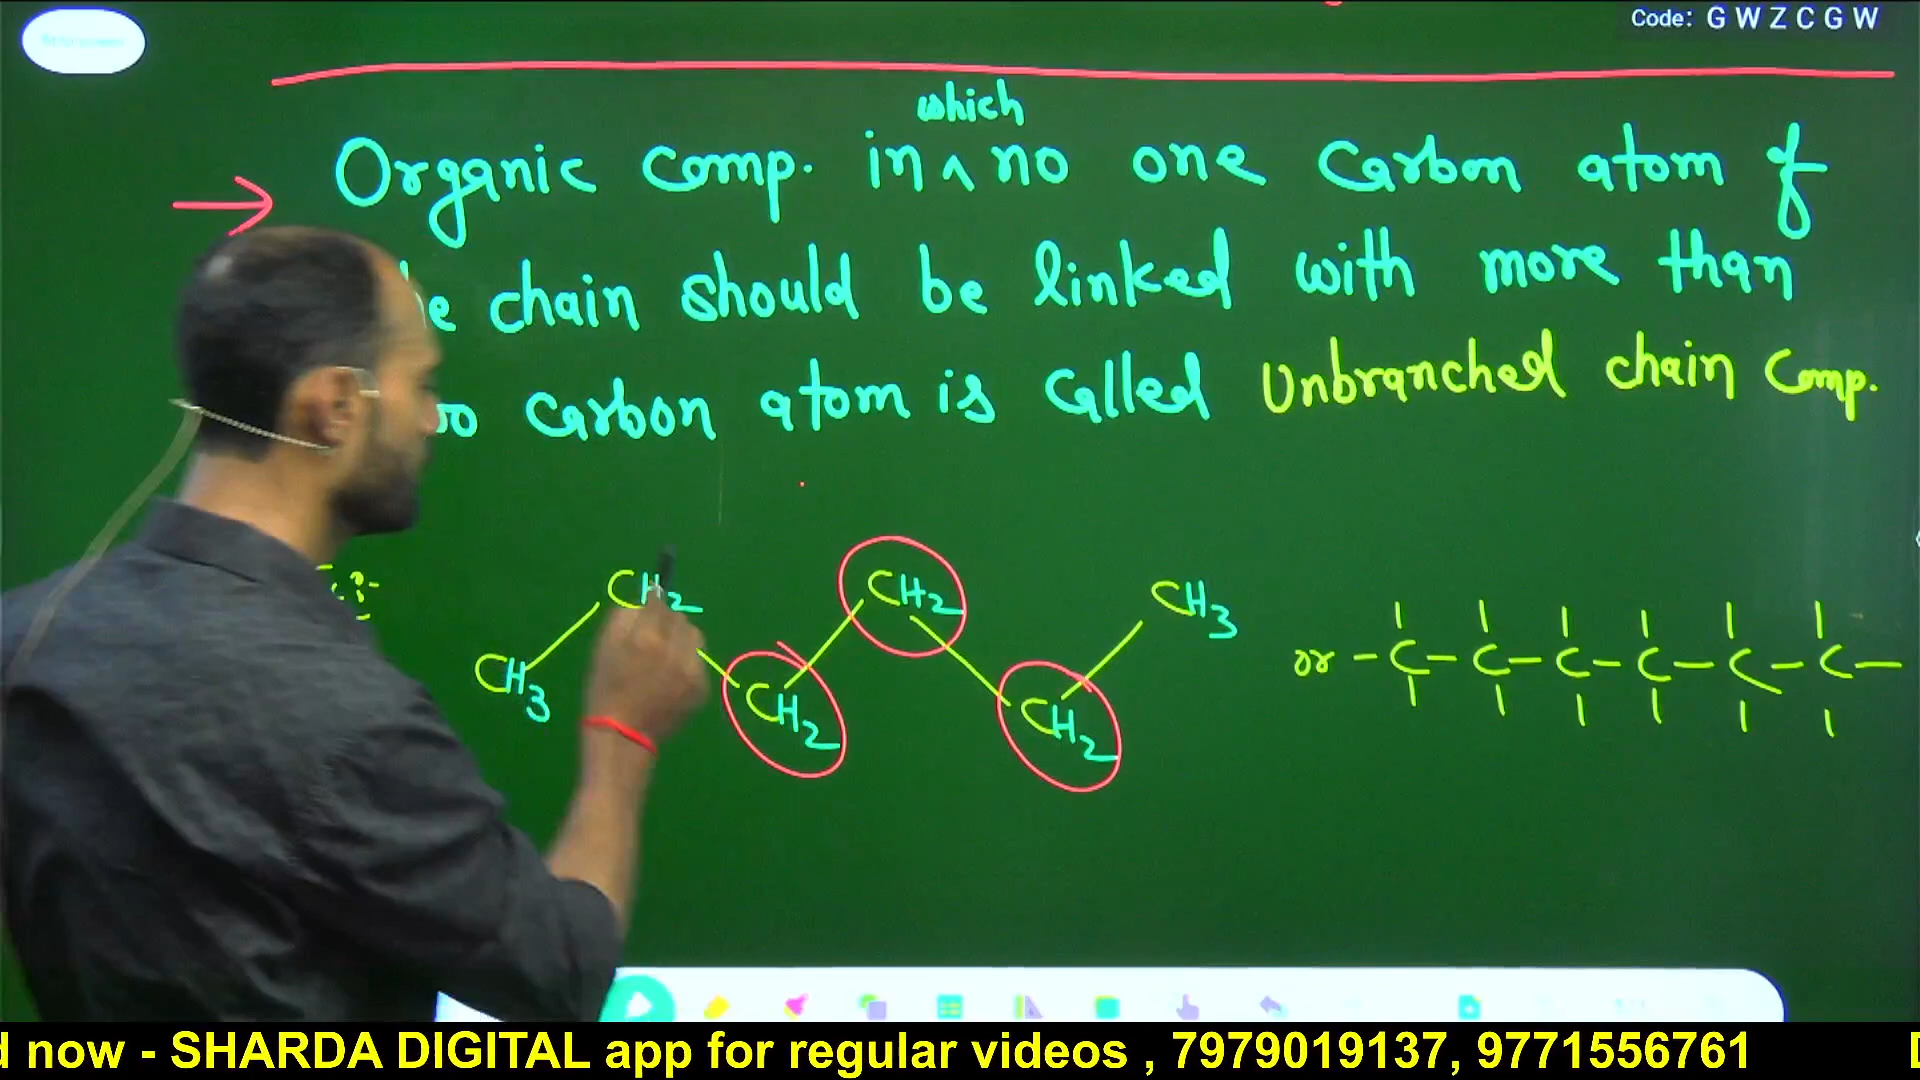 Code: G W Z C G W
which
Organic comp. in ^ no one carbon atom of
chain should be linked with more than
carbon atom is called Unbranched chain Comp.
CH2 CH2 CH3
CH3 CH2 CH2
or - C - C - C - C - C - C -
now - SHARDA DIGITAL app for regular videos , 7979019137, 9771556761